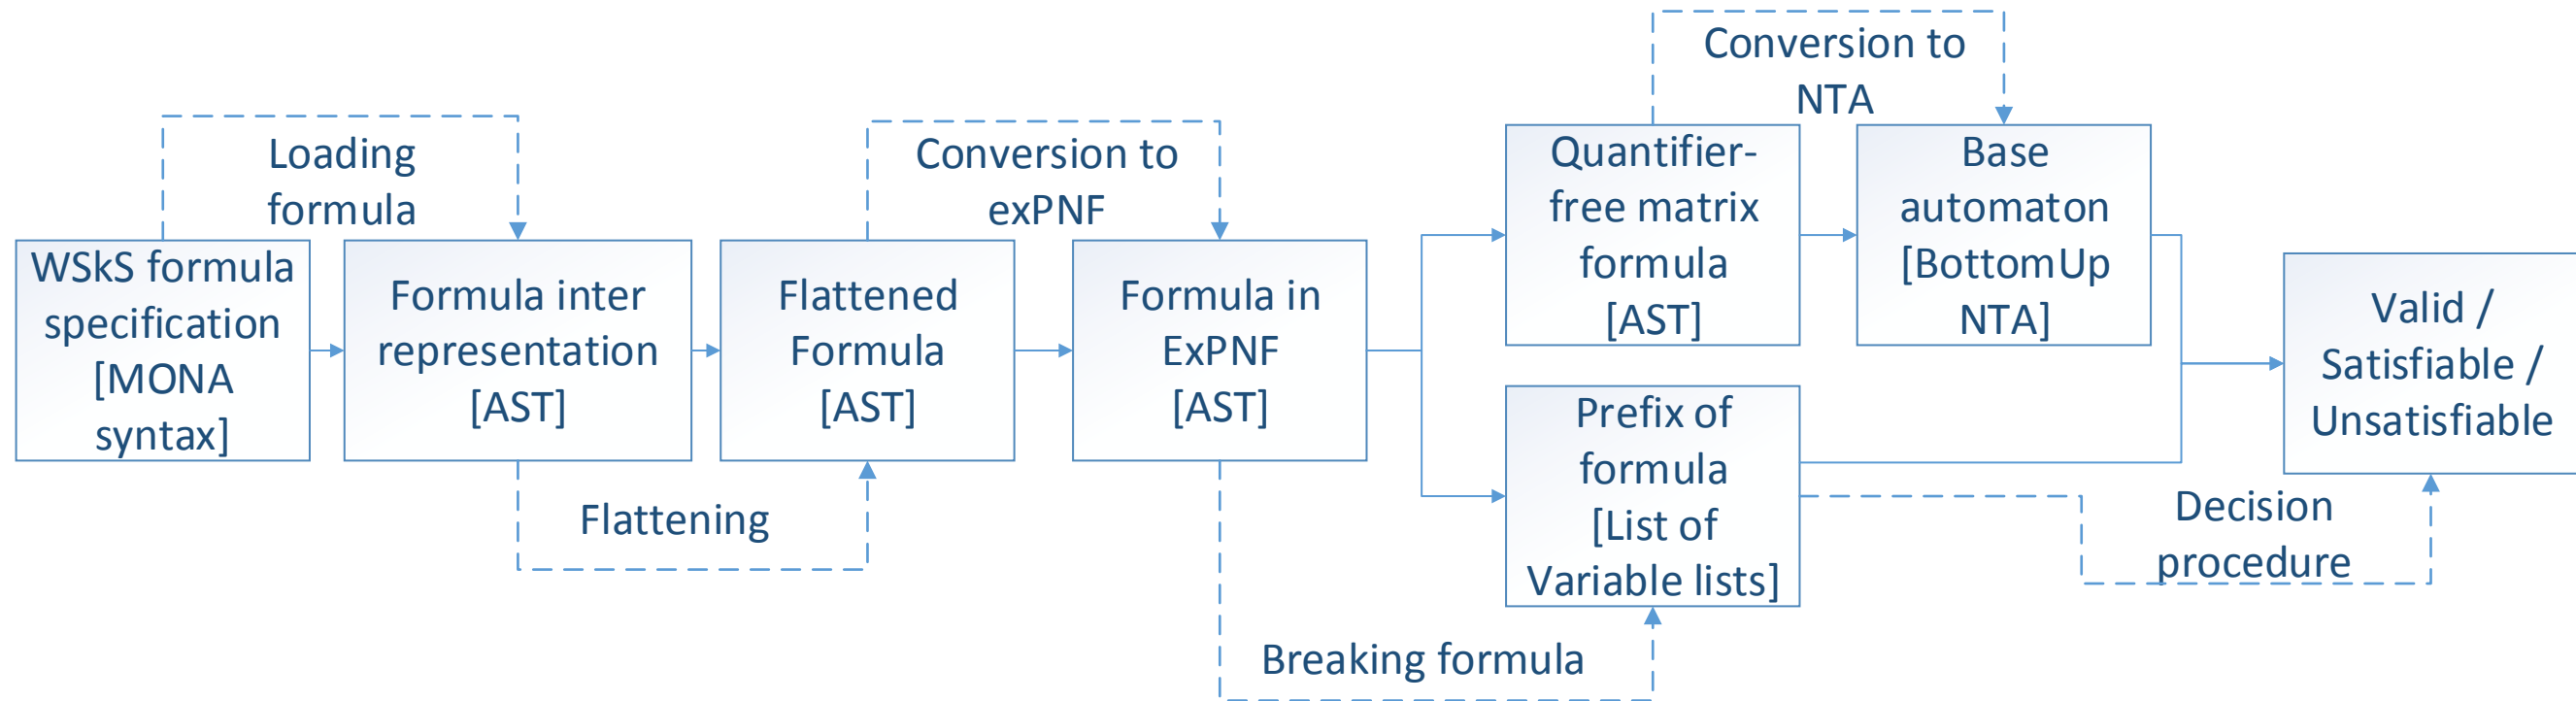 Loading
formula
WSkS formula
specification
[MONA
syntax]
Formula inter
representation
[AST]
Flattening
Flattened
Formula
[AST]
Conversion to
exPNF
Formula in
ExPNF
[AST]
Breaking formula
Quantifier-
free matrix
formula
[AST]
Conversion to
NTA
Base
automaton
[BottomUp
NTA]
Prefix of
formula
[List of
Variable lists]
Decision
procedure
Valid /
Satisfiable /
Unsatisfiable